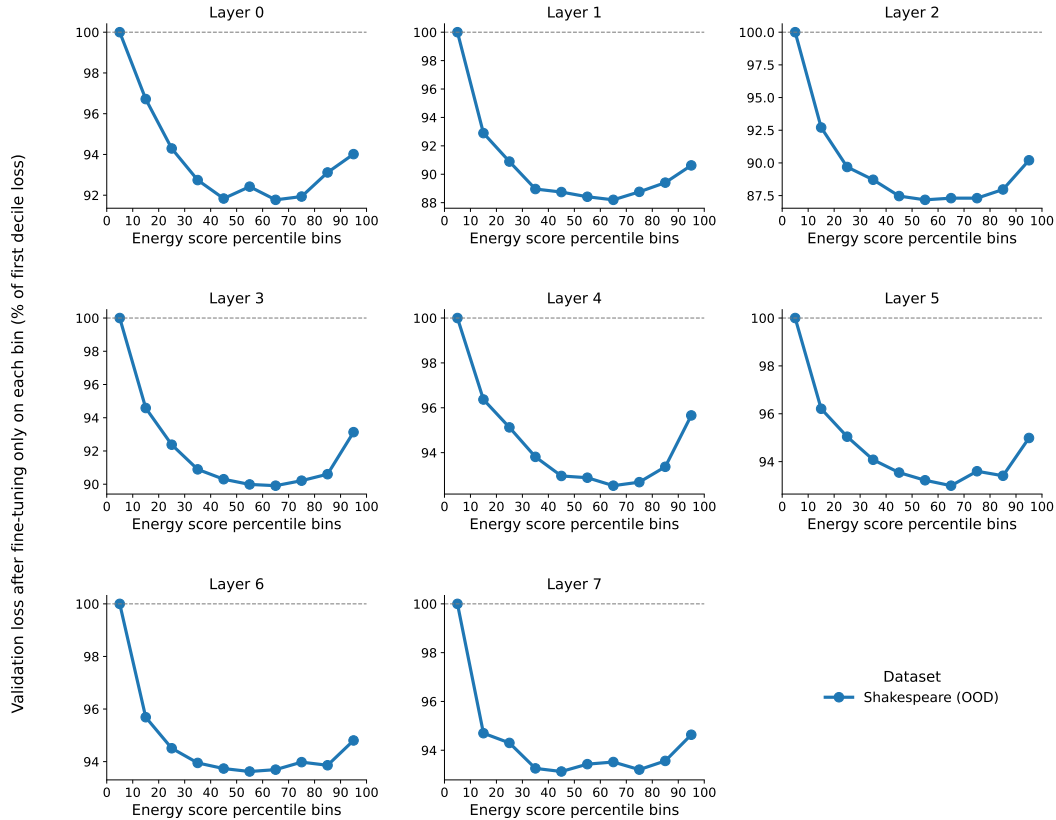 Validation loss after fine-tuning only on each bin (% of first decile loss)
Layer 0
100
98
96
94
92
0 10 20 30 40 50 60 70 80 90 100
Energy score percentile bins
Layer 1
100
98
96
94
92
90
88
0 10 20 30 40 50 60 70 80 90 100
Energy score percentile bins
Layer 2
100.0
97.5
95.0
92.5
90.0
87.5
0 10 20 30 40 50 60 70 80 90 100
Energy score percentile bins
Layer 3
100
98
96
94
92
90
0 10 20 30 40 50 60 70 80 90 100
Energy score percentile bins
Layer 4
100
98
96
94
0 10 20 30 40 50 60 70 80 90 100
Energy score percentile bins
Layer 5
100
98
96
94
0 10 20 30 40 50 60 70 80 90 100
Energy score percentile bins
Layer 6
100
98
96
94
0 10 20 30 40 50 60 70 80 90 100
Energy score percentile bins
Layer 7
100
98
96
94
0 10 20 30 40 50 60 70 80 90 100
Energy score percentile bins
Dataset
Shakespeare (OOD)